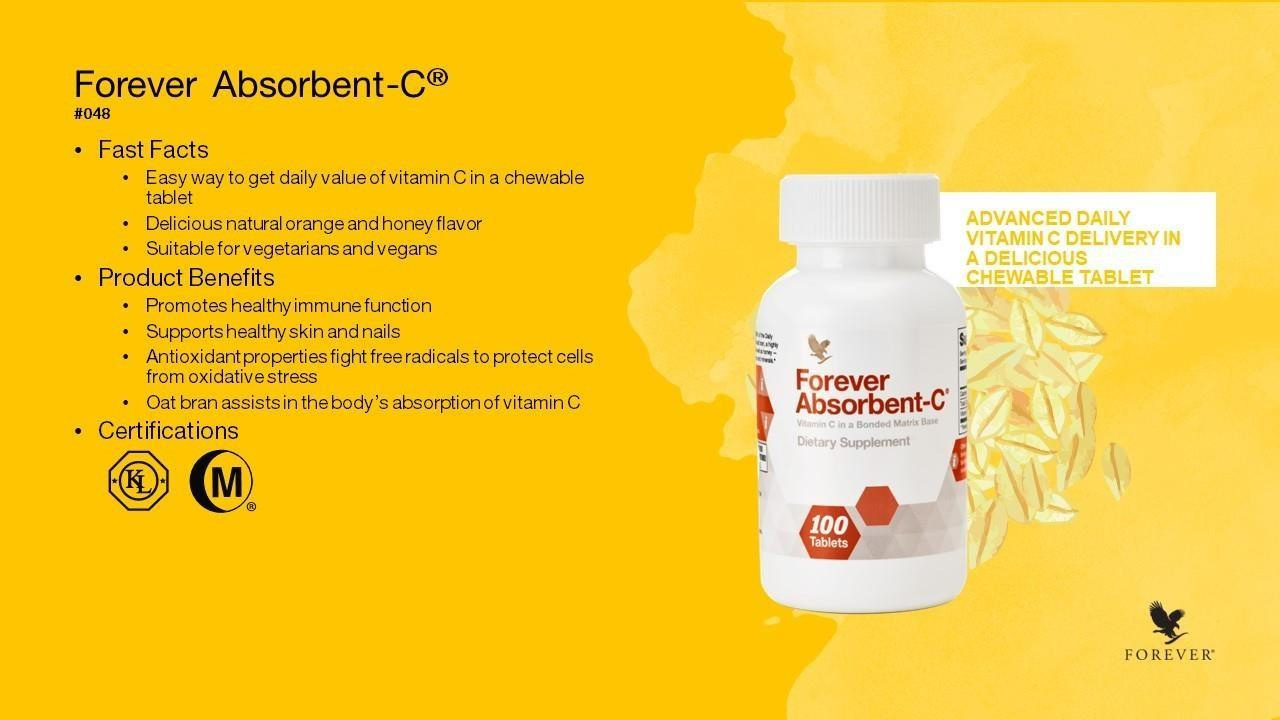 Forever Absorbent-C®
#048
• Fast Facts
• Easy way to get daily value of vitamin C in a chewable
tablet
• Delicious natural orange and honey flavor
• Suitable for vegetarians and vegans
• Product Benefits
• Promotes healthy immune function
• Supports healthy skin and nails
• Antioxidant properties fight free radicals to protect cells
from oxidative stress
• Oat bran assists in the body's absorption of vitamin C
• Certifications
KL
M®
ADVANCED DAILY
VITAMIN C DELIVERY IN
A DELICIOUS
CHEWABLE TABLET
Forever
Absorbent-C®
Vitamin C in a Bonded Matrix Base
Dietary Supplement
100
Tablets
FOREVER®